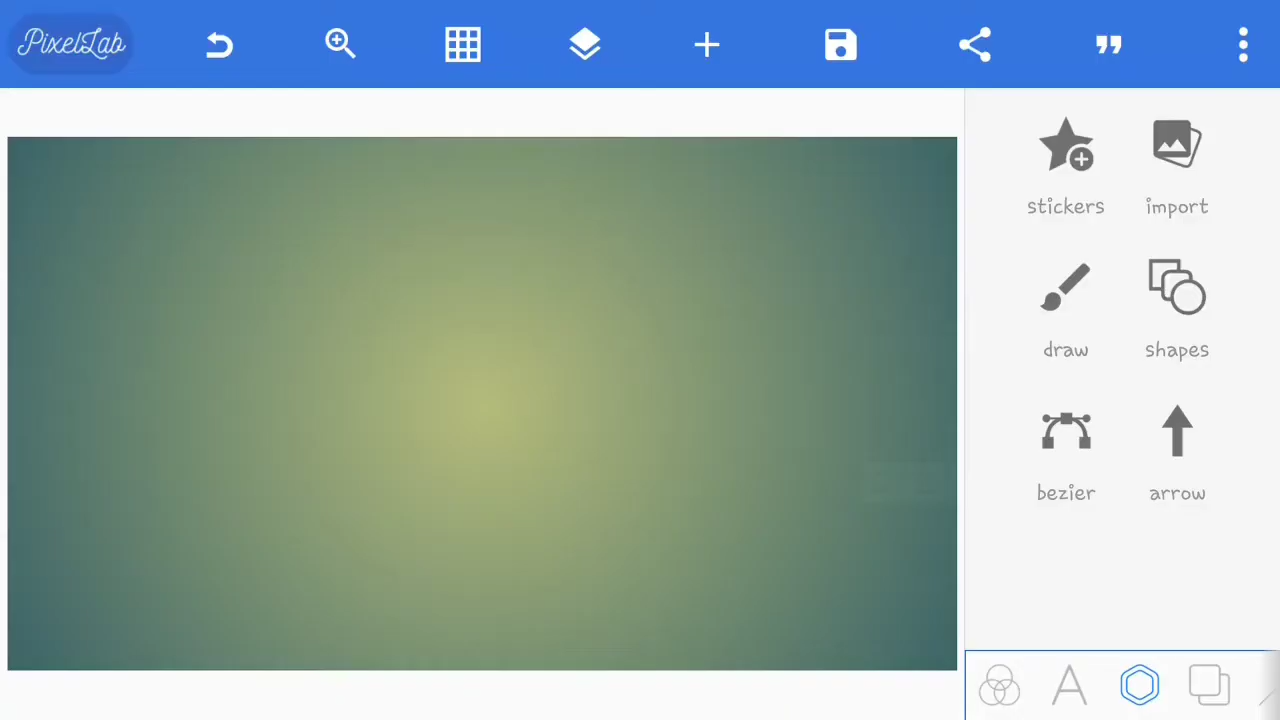 PixelLab
stickers
import
draw
shapes
bezier
arrow